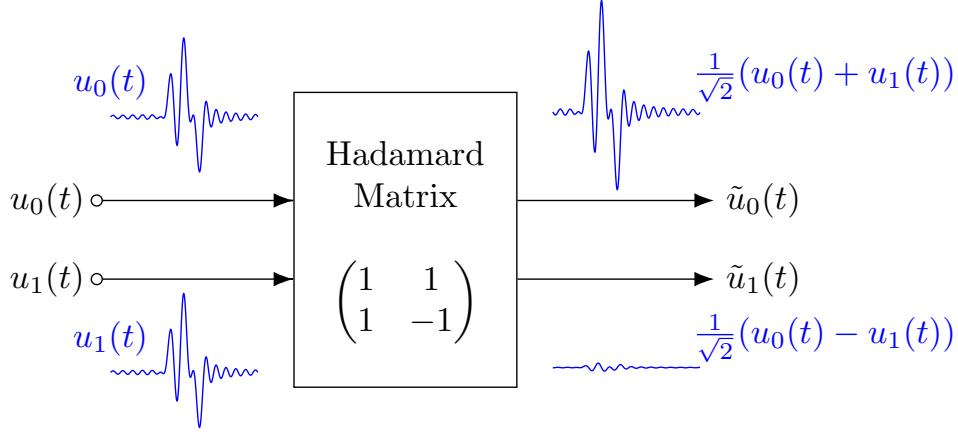 u₀(t)
1/√2(u₀(t) + u₁(t))
Hadamard
Matrix
u₀(t)
ũ₀(t)
u₁(t)
ũ₁(t)
1 1
1 −1
u₁(t)
1/√2(u₀(t) − u₁(t))